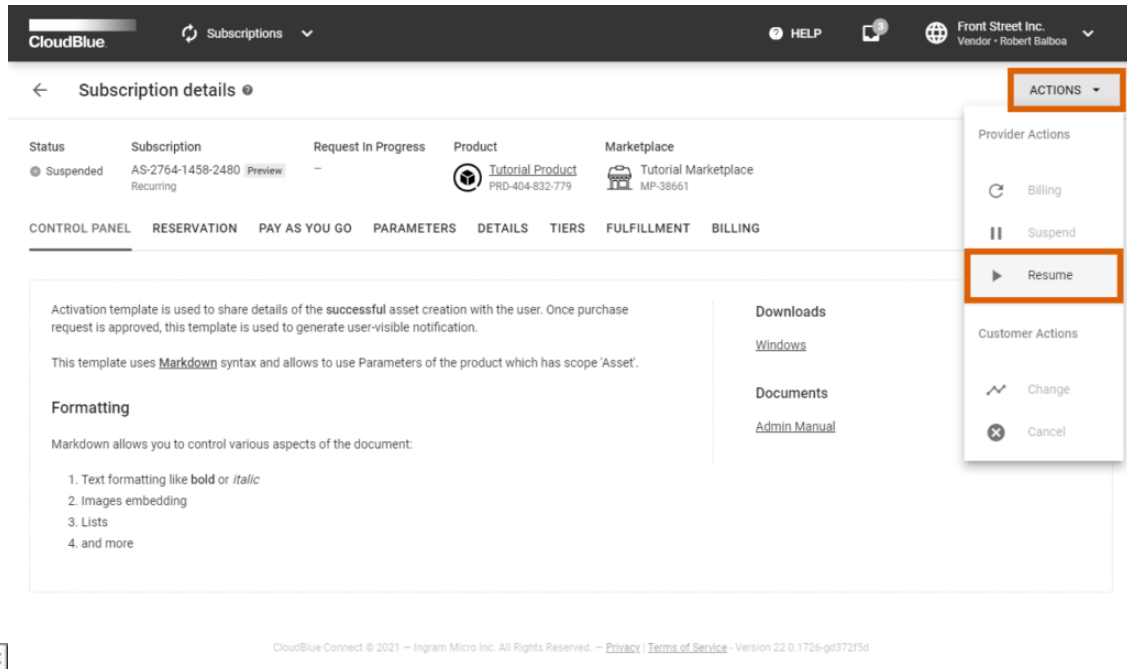 CloudBlue.
Subscriptions
HELP
3
Front Street Inc.
Vendor • Robert Balboa
Subscription details
ACTIONS
Status
Subscription
Request In Progress
Product
Marketplace
Suspended
AS-2764-1458-2480 Preview
Recurring
–
Tutorial Product
PRD-404-832-779
Tutorial Marketplace
MP-38661
CONTROL PANEL RESERVATION PAY AS YOU GO PARAMETERS DETAILS TIERS FULFILLMENT BILLING
Provider Actions
Billing
Suspend
Resume
Customer Actions
Change
Cancel
Activation template is used to share details of the successful asset creation with the user. Once purchase
request is approved, this template is used to generate user-visible notification.
This template uses Markdown syntax and allows to use Parameters of the product which has scope 'Asset'.
Formatting
Markdown allows you to control various aspects of the document:
1. Text formatting like bold or italic
2. Images embedding
3. Lists
4. and more
Downloads
Windows
Documents
Admin Manual
CloudBlue Connect © 2021 — Ingram Micro Inc. All Rights Reserved. — Privacy | Terms of Service - Version 22.0.1726-gd372f5d